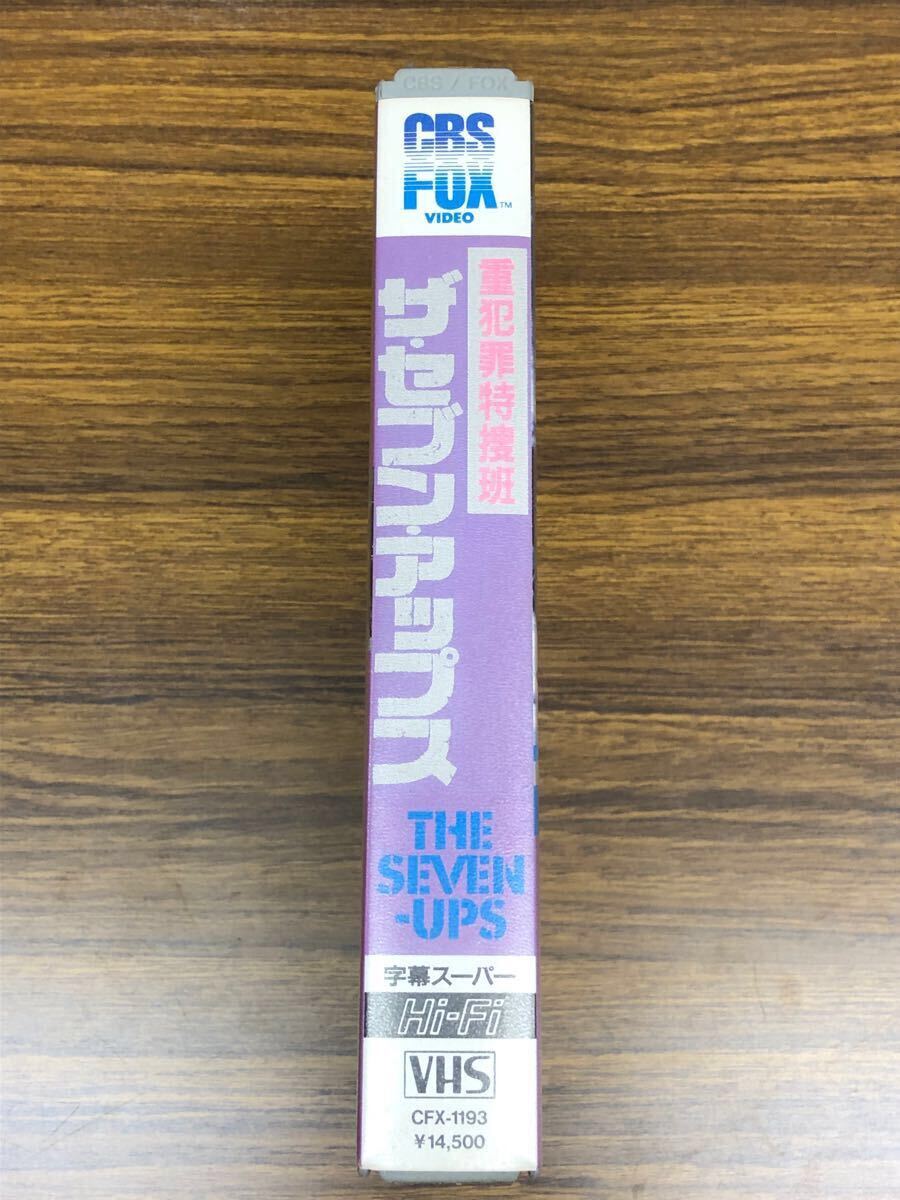 CBS / FOX
CBS
FOX
TM
VIDEO
重犯罪特捜班
ザ・セブン・アップス
THE
SEVEN
-UPS
字幕スーパー
Hi-Fi
VHS
CFX-1193
¥14,500